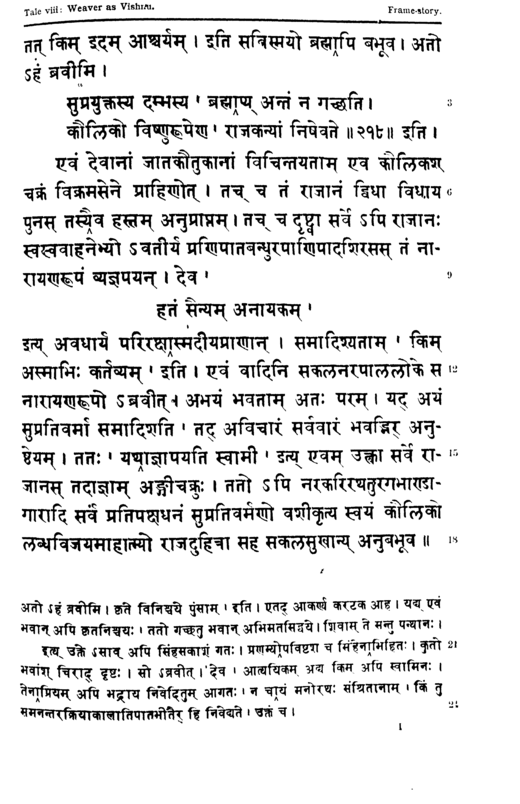 Tale viii: Weaver as Vishnu. Frame-story.
तत् किम् इदम् आश्चर्यम् । इति सविस्मयो ब्रह्मापि बभूव । अतो
ऽहं ब्रवीमि ।
सुप्रयुक्तस्य दम्भस्य ' ब्रह्माप्य् अन्तं न गच्छति । 3
कौलिको विष्णुरूपेण ' राजकन्यां निषेवते ॥२१८॥ इति ।
एवं देवानां जातकौतुकानां विचिन्तयताम् एव कौलिकश्
चक्रं विक्रमसेने प्राहिणोत् । तच् च तं राजानं द्विधा विधाय 6
पुनस् तस्यैव हस्तम् अनुप्राप्तम् । तच् च दृष्ट्वा सर्वे ऽपि राजानः
स्वस्ववाहनेभ्यो ऽवतीर्य प्रणिपातबन्धुरपाणिपादशिरसस् तं ना-
रायणरूपं व्यज्ञपयन् । देव ' 9
हतं सैन्यम् अनायकम् '
इत्य् अवधार्य परिरक्षास्मदीयप्राणान् । समादिश्यताम् ' किम्
अस्माभिः कर्तव्यम् ' इति । एवं वादिनि सकलनरपाललोके स 12
नारायणरूपो ऽब्रवीत् । अभयं भवताम् अतः परम् । यद् अयं
सुप्रतिवर्मा समादिशति ' तद् अविचारं सर्ववारं भवद्भिर् अनु-
ष्ठेयम् । ततः ' यथाज्ञापयति स्वामी ' इत्य् एवम् उक्त्वा सर्वे रा- 15
जानस् तदाज्ञाम् अङ्गीचक्रुः । ततो ऽपि नरकरिरथतुरगभाण्डा-
गारादि सर्वं प्रतिपक्षधनं सुप्रतिवर्मणो वशीकृत्य स्वयं कौलिको
लब्धविजयमाहात्म्यो राजदुहित्रा सह सकलसुखान्य् अनुबभूव ॥ 18
अतो ऽहं ब्रवीमि । कृते विनिश्चये पुंसाम् ' इति । एतद् आकर्ण्य करटक आह । यद्य् एवं
भवान् अपि कृतनिश्चयः ' ततो गच्छतु भवान् अभिमतसिद्धये । शिवास् ते सन्तु पन्थानः ।
इत्य् उक्ते ऽसाव् अपि सिंहसकाशं गतः । प्रणम्योपविष्टश् च सिंहेनाभिहितः । कुतो 21
भवांश् चिराद् दृष्टः । सो ऽब्रवीत् । देव ' आत्ययिकम् अद्य किम् अपि स्वामिनः ।
तेनाप्रियम् अपि भद्राय निवेदितुम् आगतः । न चायं मनोरथः संश्रितानाम् । किं तु
समनन्तरक्रियाकालातिपातभीतैर् हि निवेद्यते । उक्तं च । 24